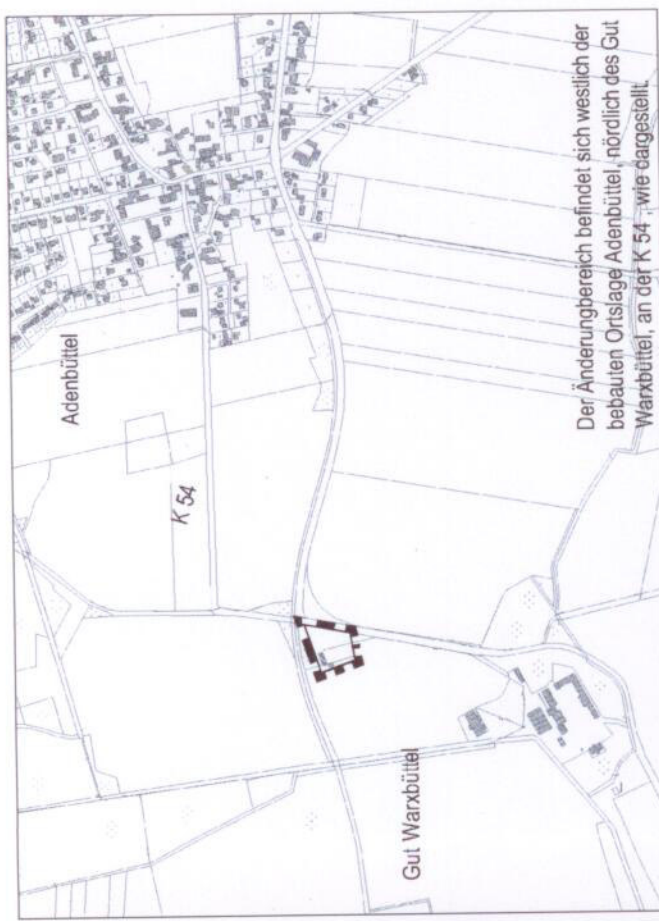 Adenbüttel
K 54
Gut Warxbüttel
Der Änderungbereich befindet sich westlich der
bebauten Ortslage Adenbüttel, nördlich des Gut
Warxbüttel, an der K 54 , wie dargestellt.